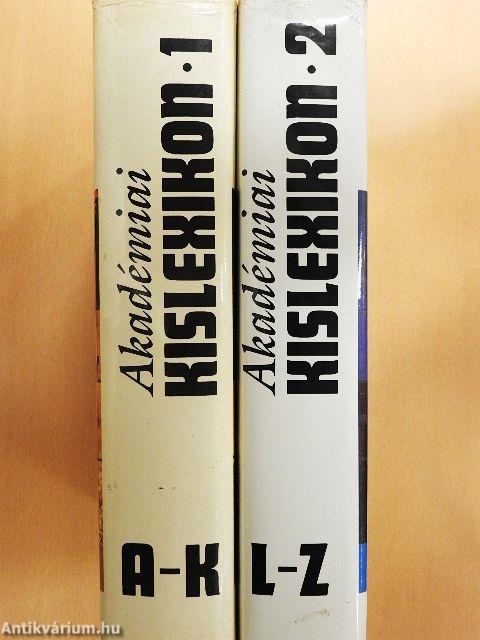 Akadémiai
KISLEXIKON · 1
A-K
Akadémiai
KISLEXIKON · 2
L-Z
Antikvárium.hu